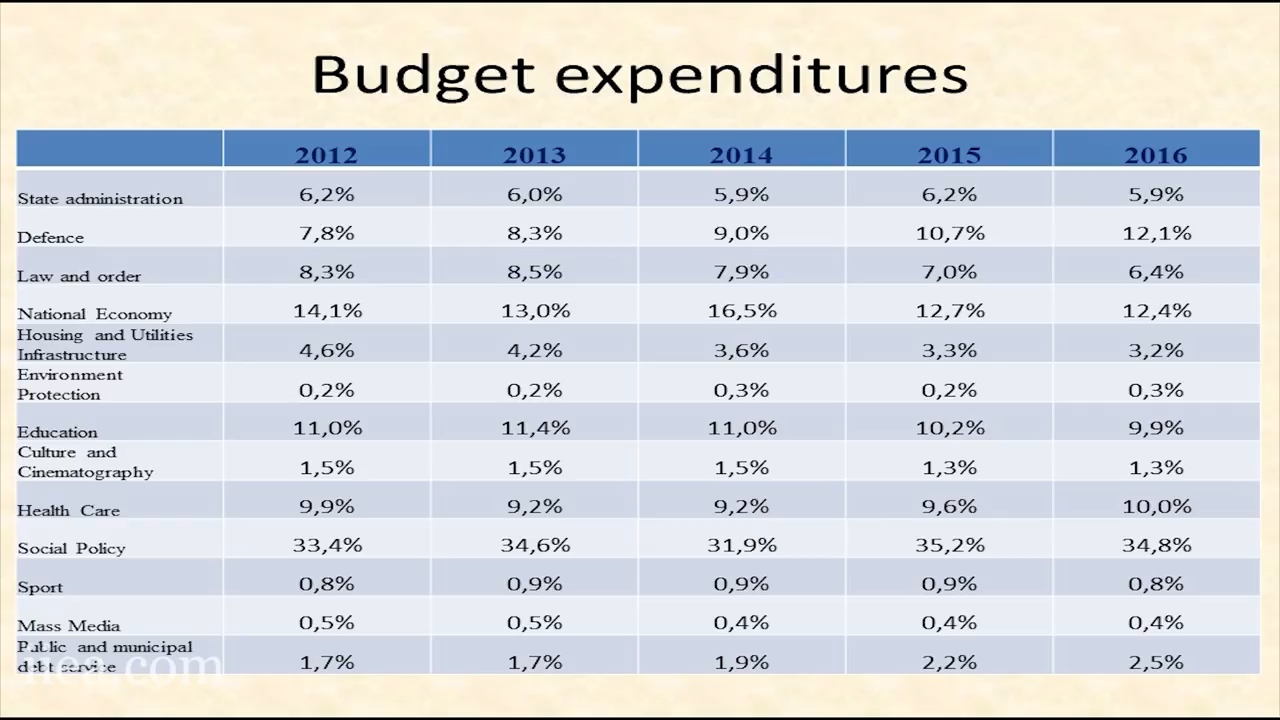 Budget expenditures
2012 2013 2014 2015 2016
State administration 6,2% 6,0% 5,9% 6,2% 5,9%
Defence 7,8% 8,3% 9,0% 10,7% 12,1%
Law and order 8,3% 8,5% 7,9% 7,0% 6,4%
National Economy 14,1% 13,0% 16,5% 12,7% 12,4%
Housing and Utilities
Infrastructure 4,6% 4,2% 3,6% 3,3% 3,2%
Environment
Protection 0,2% 0,2% 0,3% 0,2% 0,3%
Education 11,0% 11,4% 11,0% 10,2% 9,9%
Culture and
Cinematography 1,5% 1,5% 1,5% 1,3% 1,3%
Health Care 9,9% 9,2% 9,2% 9,6% 10,0%
Social Policy 33,4% 34,6% 31,9% 35,2% 34,8%
Sport 0,8% 0,9% 0,9% 0,9% 0,8%
Mass Media 0,5% 0,5% 0,4% 0,4% 0,4%
Public and municipal
debt service 1,7% 1,7% 1,9% 2,2% 2,5%